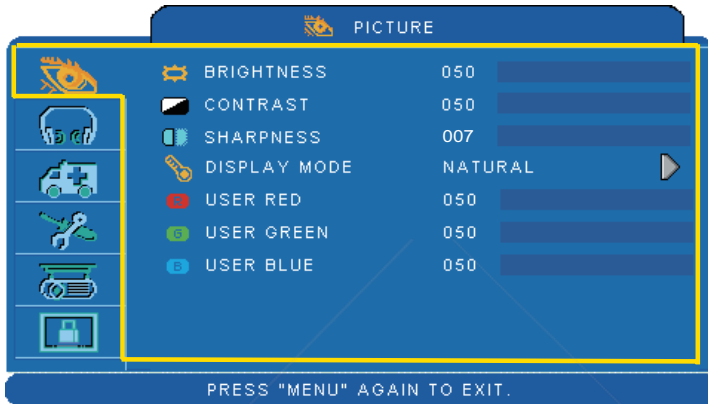 PICTURE
BRIGHTNESS 050
CONTRAST 050
SHARPNESS 007
DISPLAY MODE NATURAL
R USER RED 050
G USER GREEN 050
B USER BLUE 050
PRESS "MENU" AGAIN TO EXIT.